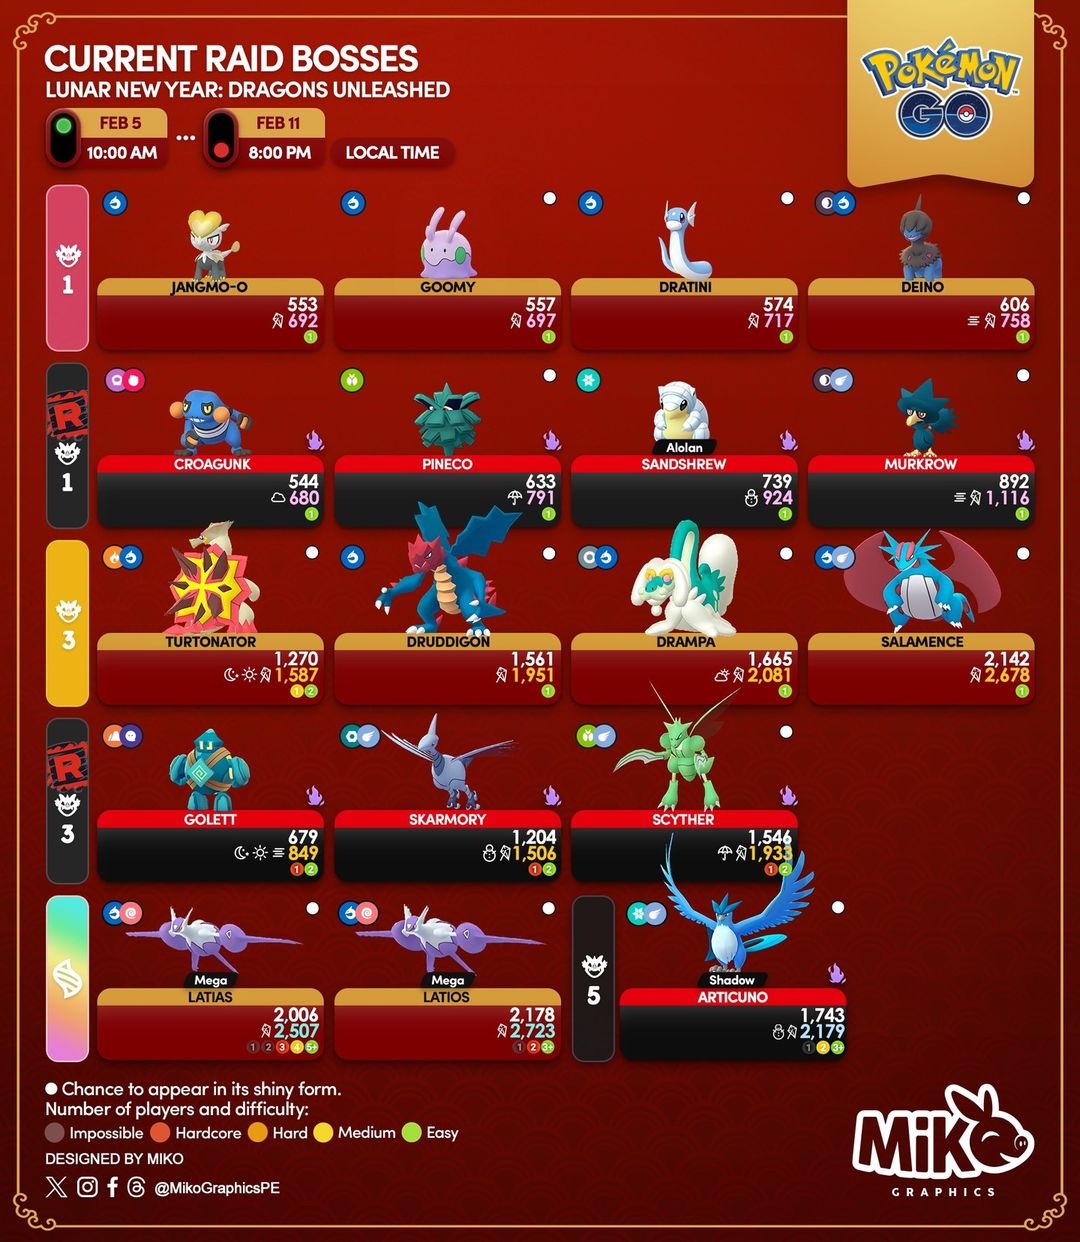 CURRENT RAID BOSSES
LUNAR NEW YEAR: DRAGONS UNLEASHED
POKÉMON GO
FEB 5 ... FEB 11
10:00 AM 8:00 PM LOCAL TIME
1
JANGMO-O
553
692
1
GOOMY
557
697
1
DRATINI
574
717
1
DEINO
606
758
1
R
1
CROAGUNK
544
680
1
PINECO
633
791
1
Alolan
SANDSHREW
739
924
1
MURKROW
892
1,116
1
3
TURTONATOR
1,270
1,587
1 2
DRUDDIGON
1,561
1,951
1
DRAMPA
1,665
2,081
1
SALAMENCE
2,142
2,678
1
R
3
GOLETT
679
849
1 2
SKARMORY
1,204
1,506
1 2
SCYTHER
1,546
1,933
1 2
Mega
LATIAS
2,006
2,507
1 2 3 4 5+
Mega
LATIOS
2,178
2,723
1 2 3+
5
Shadow
ARTICUNO
1,743
2,179
1 2 3+
Chance to appear in its shiny form.
Number of players and difficulty:
Impossible Hardcore Hard Medium Easy
DESIGNED BY MIKO
@MikoGraphicsPE
MiKO
GRAPHICS